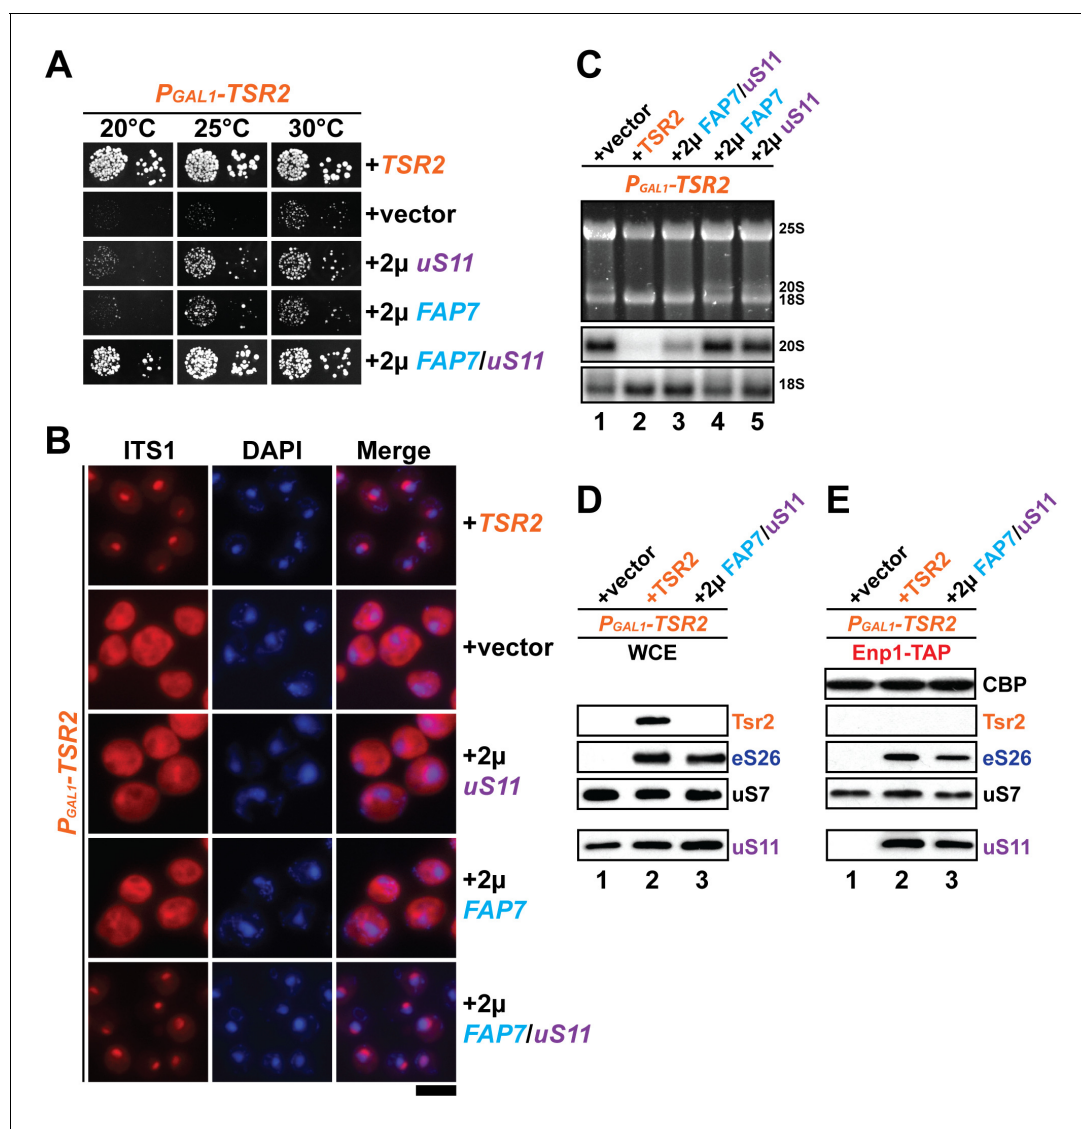 A
PGAL1-TSR2
20°C 25°C 30°C
+TSR2
+vector
+2µ uS11
+2µ FAP7
+2µ FAP7/uS11
B
ITS1 DAPI Merge
PGAL1-TSR2
+TSR2
+vector
+2µ
uS11
+2µ
FAP7
+2µ
FAP7/uS11
C
+vector
+TSR2
+2µ FAP7/uS11
+2µ FAP7
+2µ uS11
PGAL1-TSR2
25S
20S
18S
20S
18S
1 2 3 4 5
D
+vector
+TSR2
+2µ FAP7/uS11
PGAL1-TSR2
WCE
Tsr2
eS26
uS7
uS11
1 2 3
E
+vector
+TSR2
+2µ FAP7/uS11
PGAL1-TSR2
Enp1-TAP
CBP
Tsr2
eS26
uS7
uS11
1 2 3